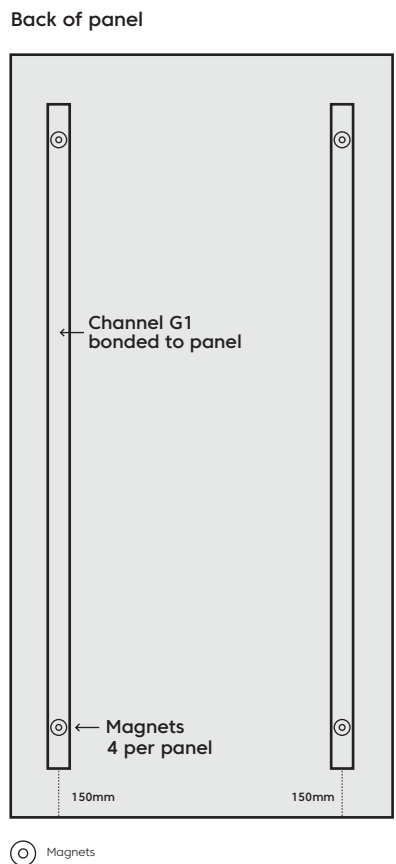 Back of panel
Channel G1
bonded to panel
Magnets
4 per panel
150mm
150mm
Magnets